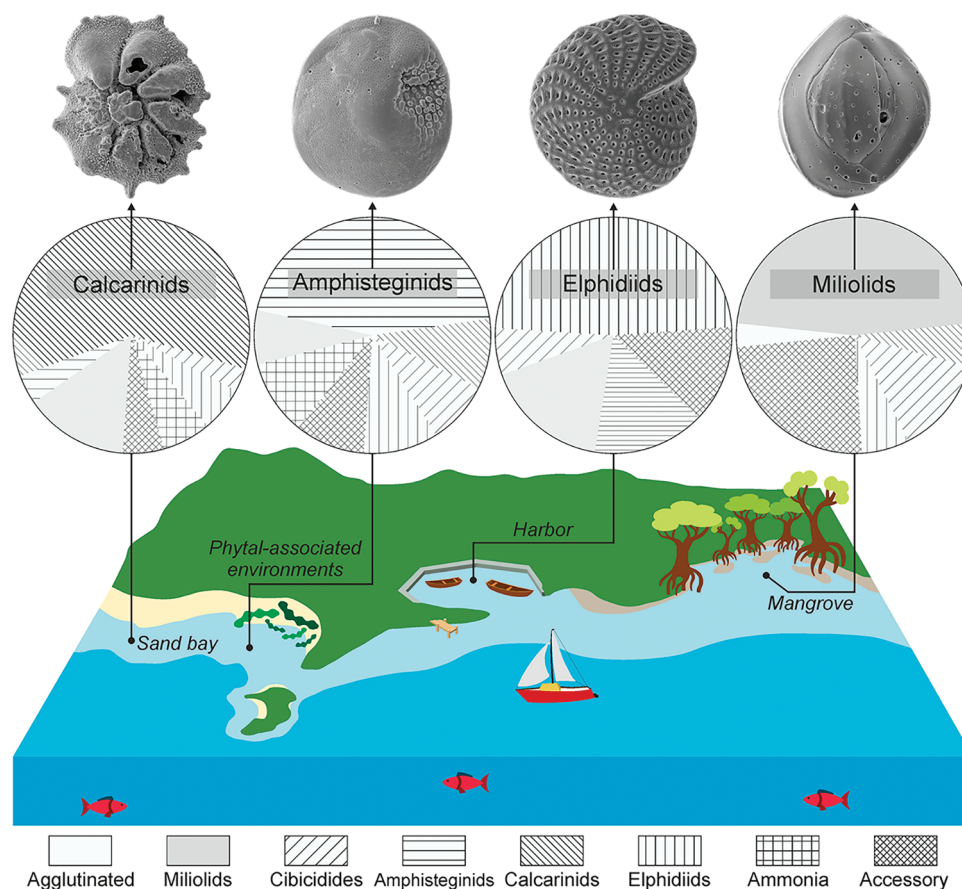 Calcarinids
Amphisteginids
Elphidiids
Miliolids
Phytal-associated
environments
Harbor
Mangrove
Sand bay
Agglutinated
Miliolids
Cibicidides
Amphisteginids
Calcarinids
Elphidiids
Ammonia
Accessory